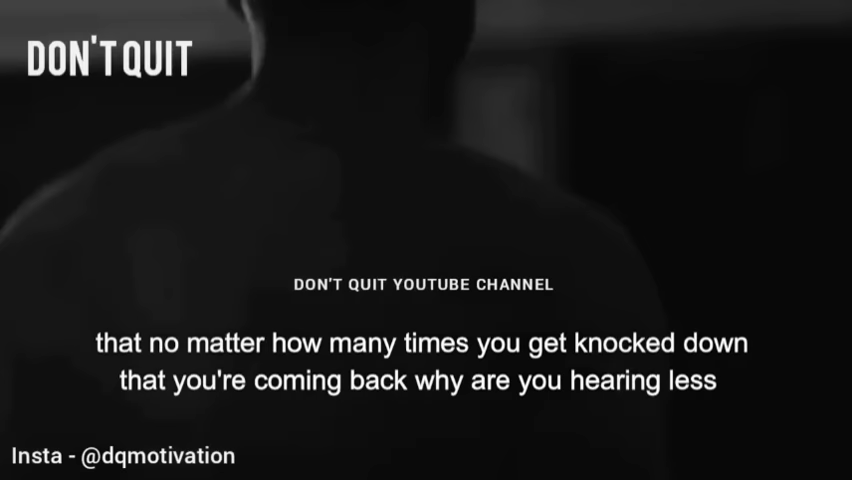 DON'T QUIT
DON'T QUIT YOUTUBE CHANNEL
that no matter how many times you get knocked down
that you're coming back why are you hearing less
Insta - @dqmotivation